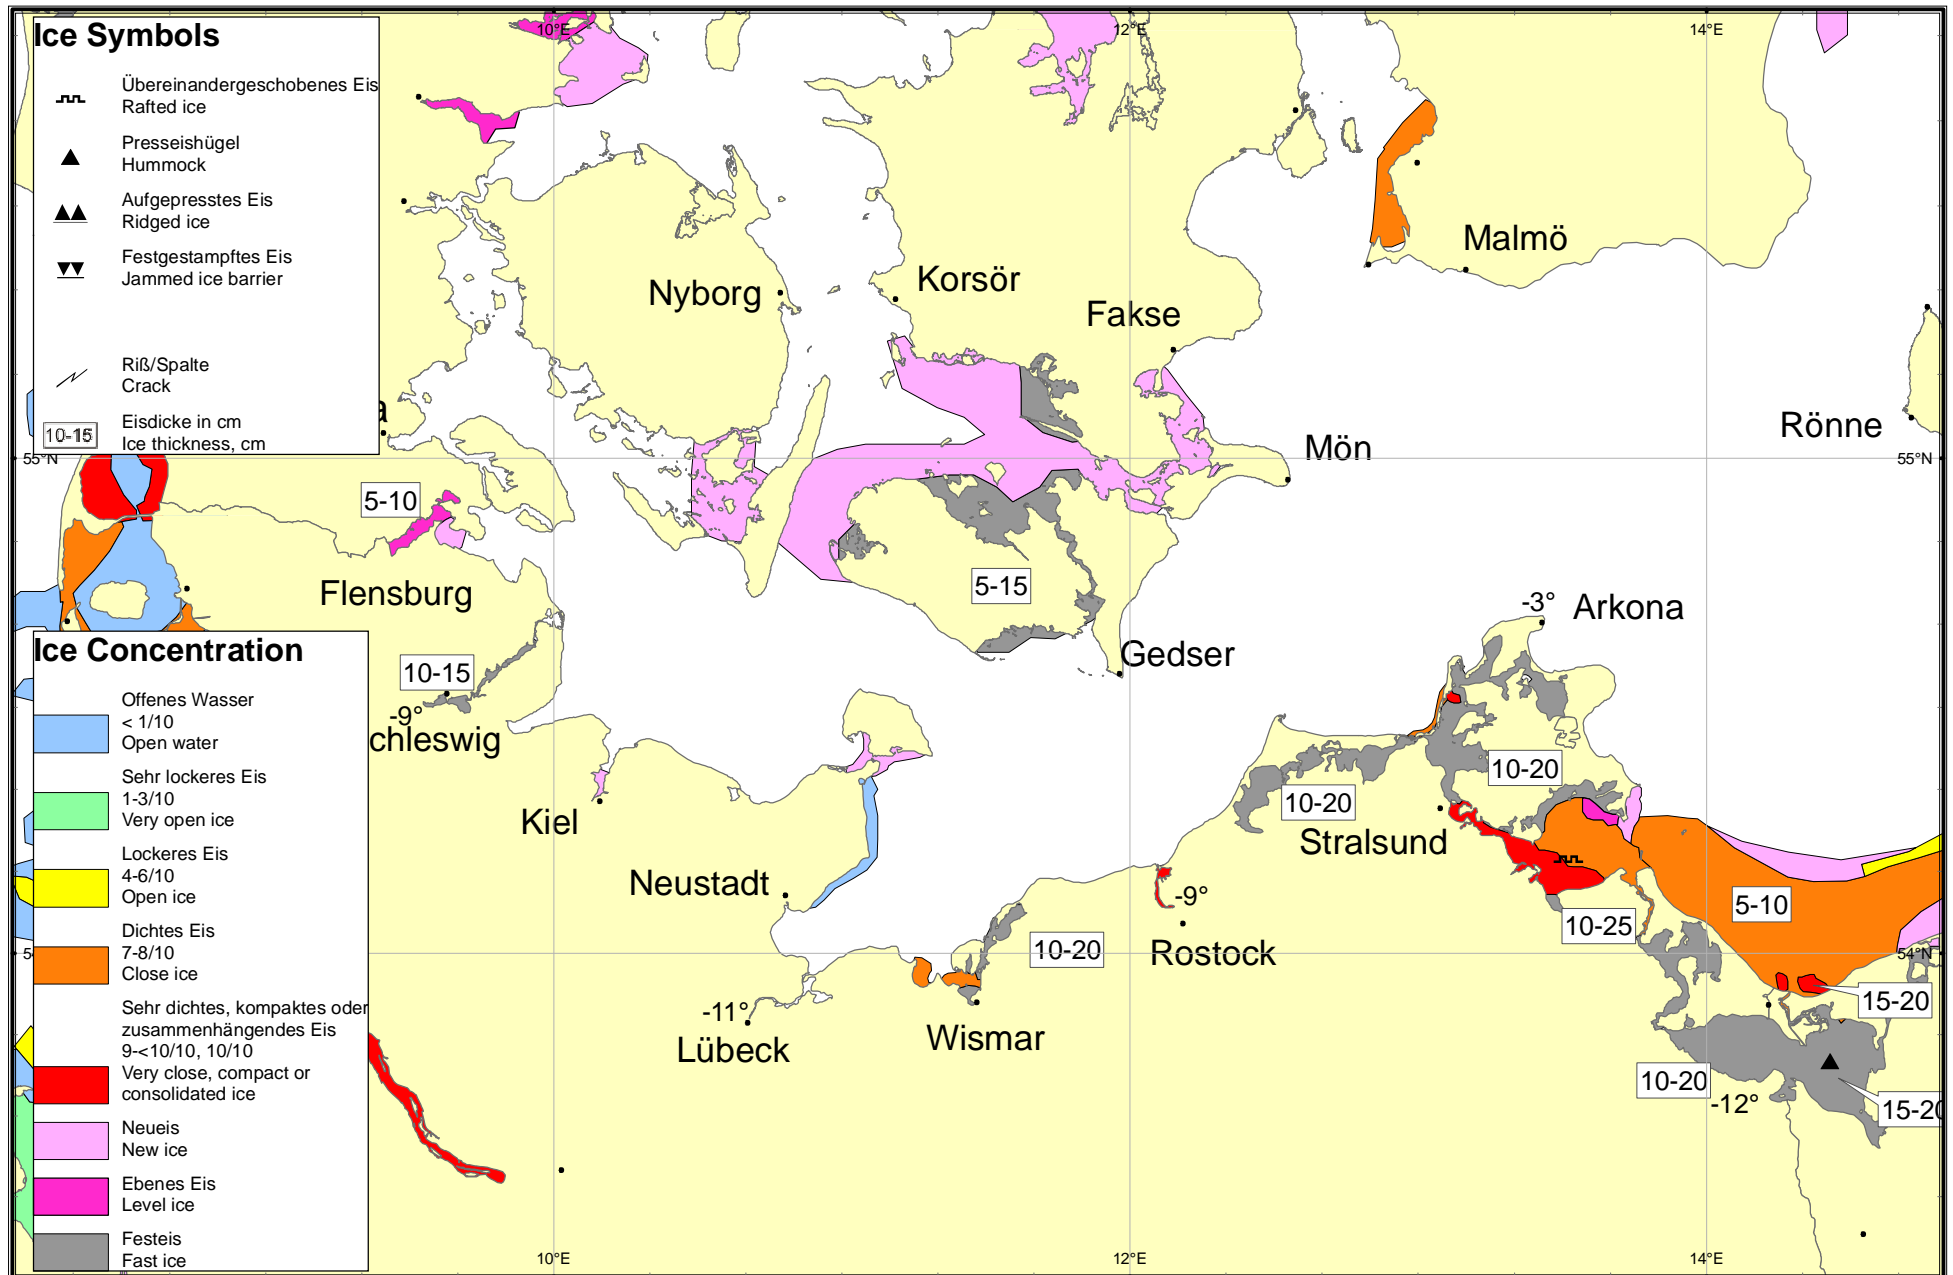 Ice Symbols
Übereinandergeschobenes Eis
Rafted ice
Presseishügel
Hummock
Aufgepresstes Eis
Ridged ice
Festgestampftes Eis
Jammed ice barrier
Riß/Spalte
Crack
10-15
Eisdicke in cm
Ice thickness, cm
10°E
12°E
14°E
Malmö
Nyborg
Korsör
Fakse
Rönne
Mön
a
55°N
55°N
5-10
Flensburg
5-15
-3°
Arkona
Gedser
10-15
-9°
chleswig
Kiel
10-20
10-20
Stralsund
Neustadt
-9°
Rostock
10-20
10-25
5-10
54°N
5
15-20
-11°
Lübeck
Wismar
10-20
-12°
15-20
Ice Concentration
Offenes Wasser
< 1/10
Open water
Sehr lockeres Eis
1-3/10
Very open ice
Lockeres Eis
4-6/10
Open ice
Dichtes Eis
7-8/10
Close ice
Sehr dichtes, kompaktes oder
zusammenhängendes Eis
9-<10/10, 10/10
Very close, compact or
consolidated ice
Neueis
New ice
Ebenes Eis
Level ice
Festeis
Fast ice
10°E
12°E
14°E